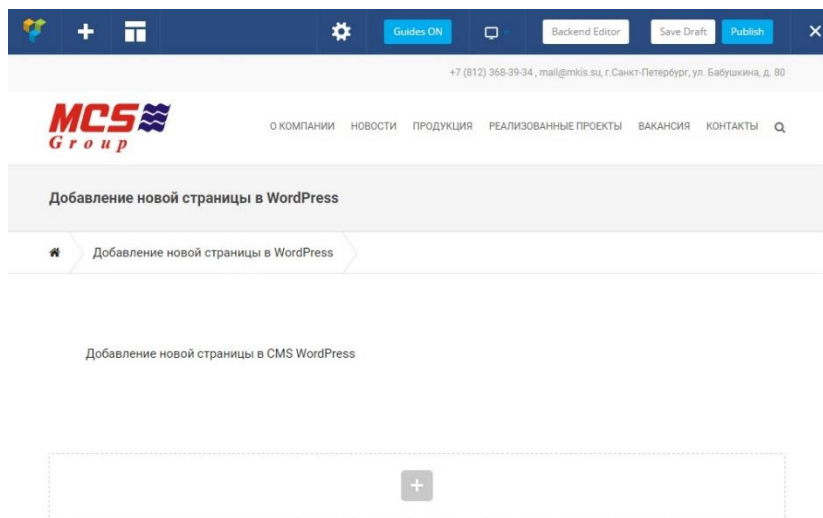 Guides ON
Backend Editor
Save Draft
Publish
+7 (812) 368-39-34 , mail@mkis.su, г.Санкт-Петербург, ул. Бабушкина, д. 80
MCS
Group
О КОМПАНИИ НОВОСТИ ПРОДУКЦИЯ РЕАЛИЗОВАННЫЕ ПРОЕКТЫ ВАКАНСИЯ КОНТАКТЫ
Добавление новой страницы в WordPress
Добавление новой страницы в WordPress
Добавление новой страницы в CMS WordPress